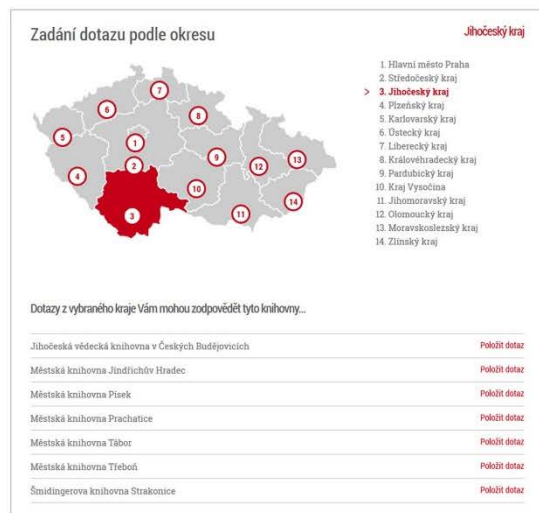 Zadání dotazu podle okresu
Jihočeský kraj
1. Hlavní město Praha
2. Středočeský kraj
> 3. Jihočeský kraj
4. Plzeňský kraj
5. Karlovarský kraj
6. Ústecký kraj
7. Liberecký kraj
8. Královéhradecký kraj
9. Pardubický kraj
10. Kraj Vysočina
11. Jihomoravský kraj
12. Olomoucký kraj
13. Moravskoslezský kraj
14. Zlínský kraj
7
6
8
5
1
9
13
2
12
4
10
14
3
11
Dotazy z vybraného kraje Vám mohou zodpovědět tyto knihovny...
Jihočeská vědecká knihovna v Českých Budějovicích Položit dotaz
Městská knihovna Jindřichův Hradec Položit dotaz
Městská knihovna Písek Položit dotaz
Městská knihovna Prachatice Položit dotaz
Městská knihovna Tábor Položit dotaz
Městská knihovna Třeboň Položit dotaz
Šmidingerova knihovna Strakonice Položit dotaz